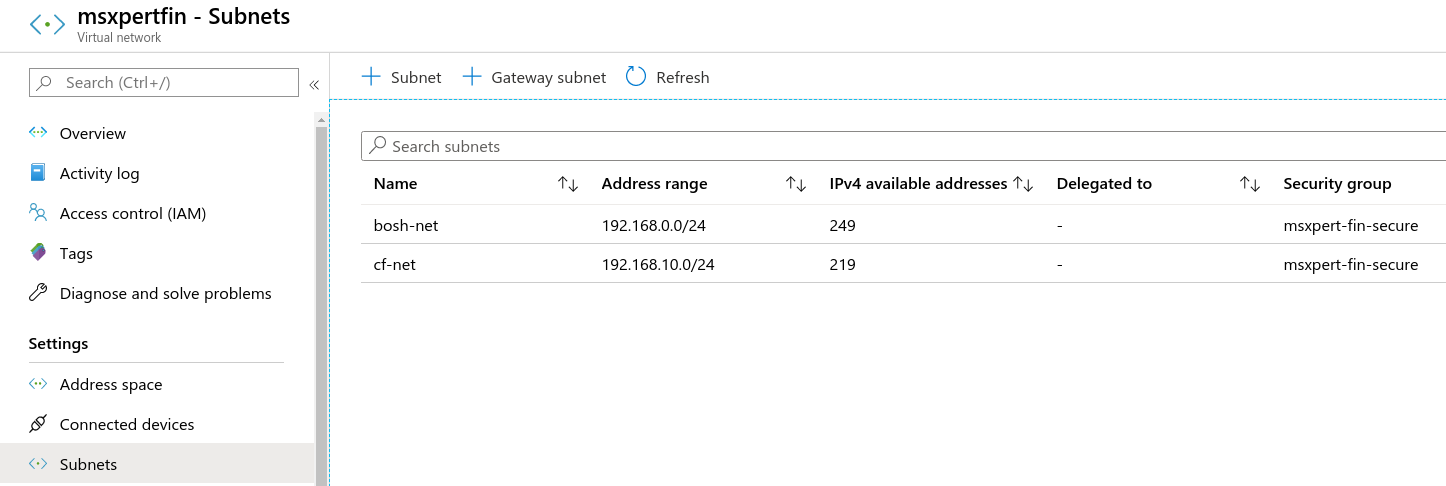 msxpertfin - Subnets
Virtual network
Search (Ctrl+/)
«
Overview
Activity log
Access control (IAM)
Tags
Diagnose and solve problems
Settings
Address space
Connected devices
Subnets
+ Subnet + Gateway subnet Refresh
Search subnets
Name Address range IPv4 available addresses Delegated to Security group
bosh-net 192.168.0.0/24 249 - msxpert-fin-secure
cf-net 192.168.10.0/24 219 - msxpert-fin-secure